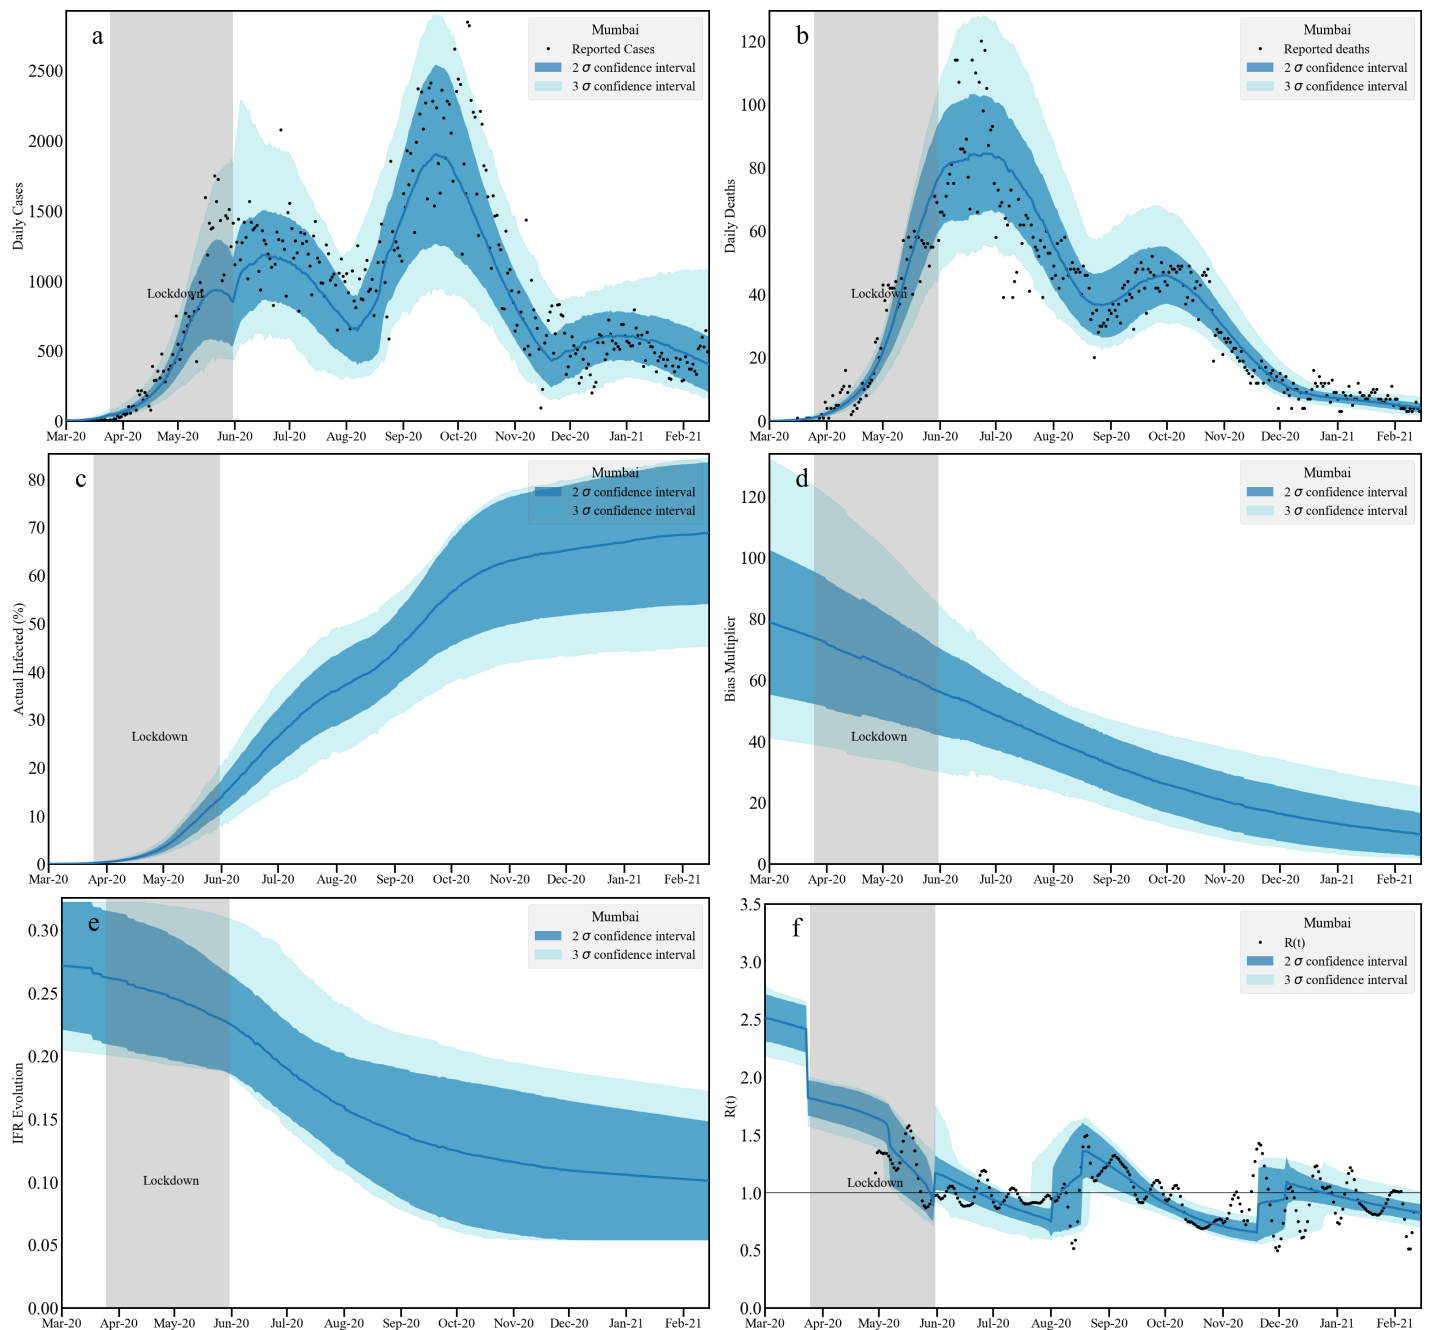 a
Mumbai
Reported Cases
2 σ confidence interval
3 σ confidence interval
Lockdown
Daily Cases
2500
2000
1500
1000
500
0
Mar-20 Apr-20 May-20 Jun-20 Jul-20 Aug-20 Sep-20 Oct-20 Nov-20 Dec-20 Jan-21 Feb-21
b
Mumbai
Reported deaths
2 σ confidence interval
3 σ confidence interval
Lockdown
Daily Deaths
120
100
80
60
40
20
0
Mar-20 Apr-20 May-20 Jun-20 Jul-20 Aug-20 Sep-20 Oct-20 Nov-20 Dec-20 Jan-21 Feb-21
c
Mumbai
2 σ confidence interval
3 σ confidence interval
Lockdown
Actual Infected (%)
80
70
60
50
40
30
20
10
0
Mar-20 Apr-20 May-20 Jun-20 Jul-20 Aug-20 Sep-20 Oct-20 Nov-20 Dec-20 Jan-21 Feb-21
d
Mumbai
2 σ confidence interval
3 σ confidence interval
Lockdown
Bias Multiplier
120
100
80
60
40
20
0
Mar-20 Apr-20 May-20 Jun-20 Jul-20 Aug-20 Sep-20 Oct-20 Nov-20 Dec-20 Jan-21 Feb-21
e
Mumbai
2 σ confidence interval
3 σ confidence interval
Lockdown
IFR Evolution
0.30
0.25
0.20
0.15
0.10
0.05
0.00
Mar-20 Apr-20 May-20 Jun-20 Jul-20 Aug-20 Sep-20 Oct-20 Nov-20 Dec-20 Jan-21 Feb-21
f
Mumbai
R(t)
2 σ confidence interval
3 σ confidence interval
Lockdown
R(t)
3.5
3.0
2.5
2.0
1.5
1.0
0.5
0.0
Mar-20 Apr-20 May-20 Jun-20 Jul-20 Aug-20 Sep-20 Oct-20 Nov-20 Dec-20 Jan-21 Feb-21